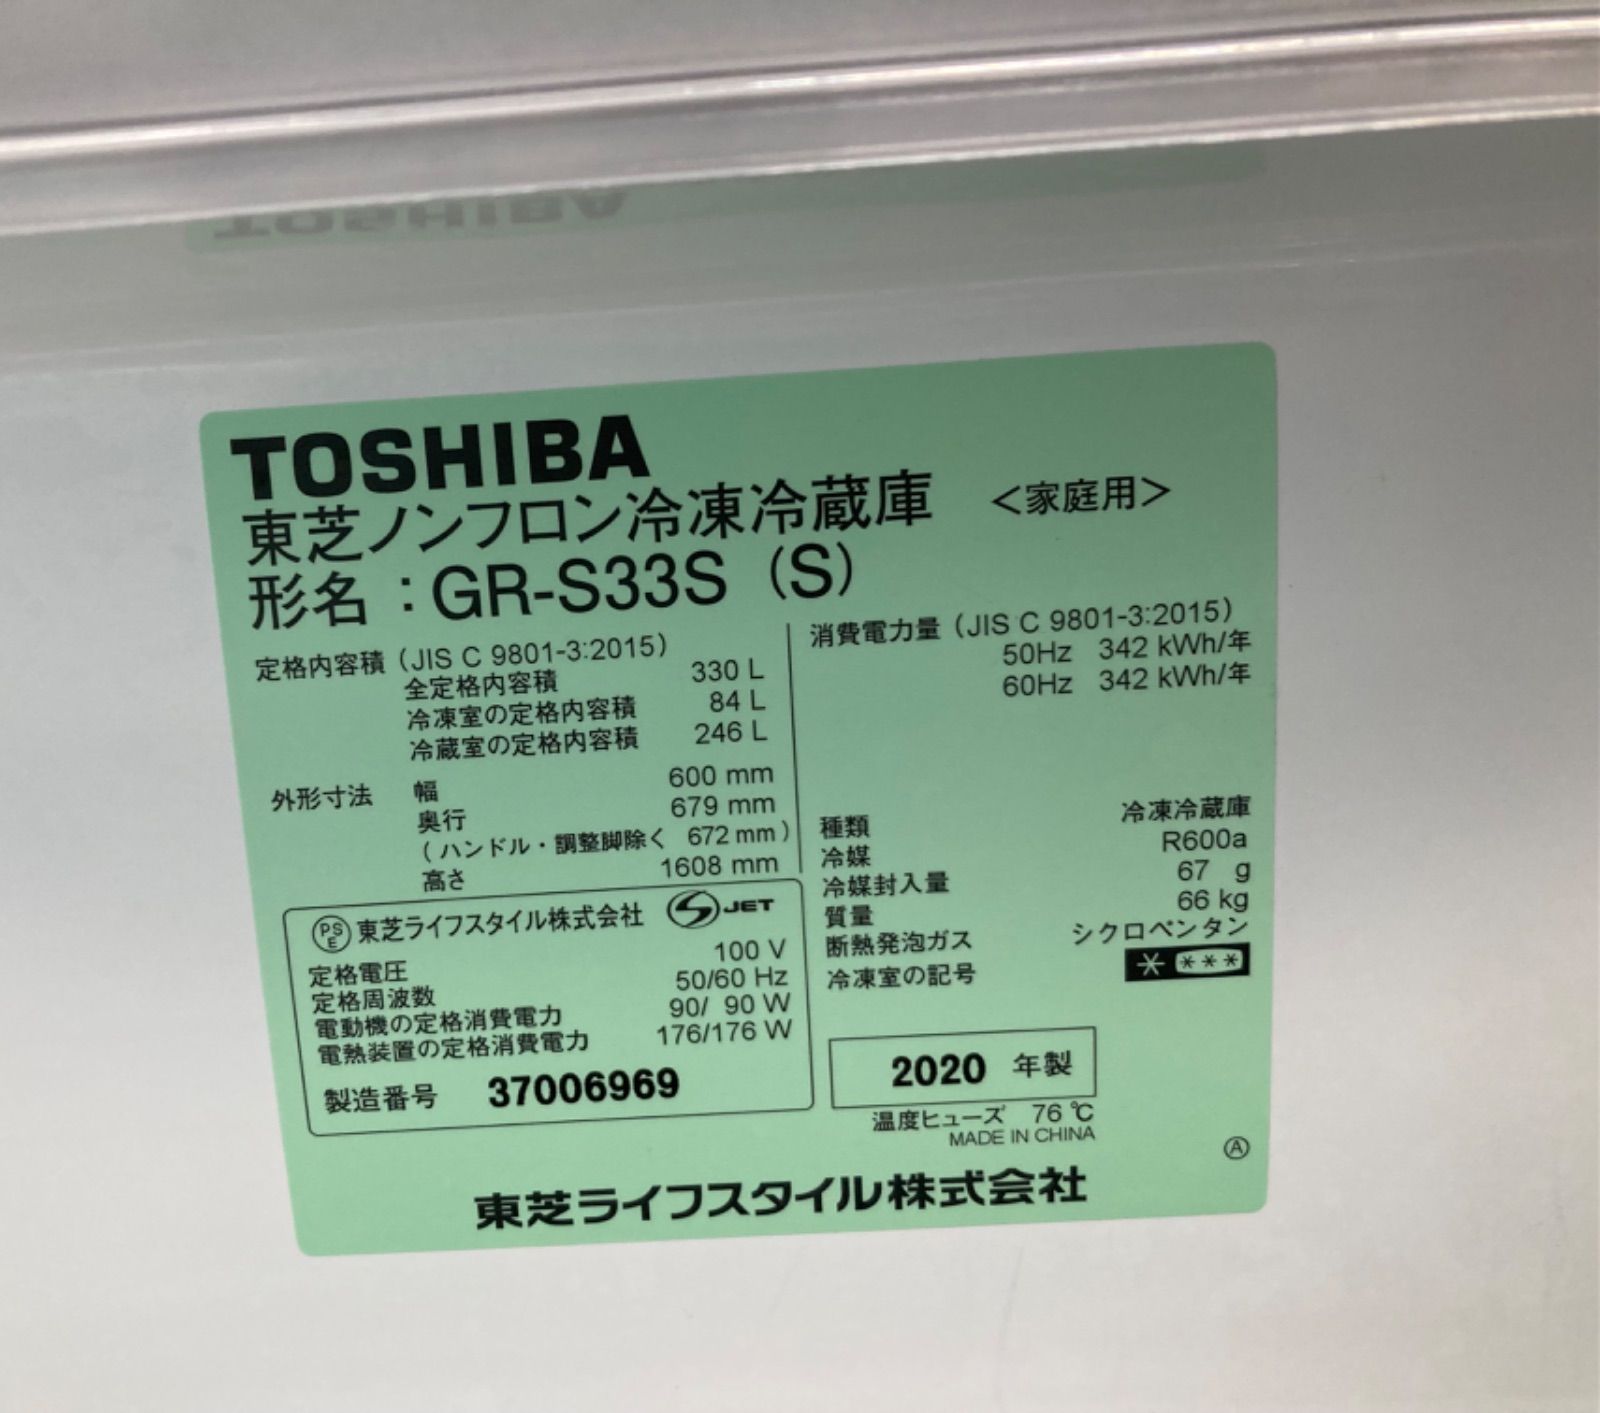 TOSHIBA
東芝ノンフロン冷凍冷蔵庫 <家庭用>
形名 : GR-S33S (S)
定格内容積 (JIS C 9801-3:2015)
全定格内容積 330 L
冷凍室の定格内容積 84 L
冷蔵室の定格内容積 246 L
外形寸法 幅 600 mm
奥行 679 mm
(ハンドル・調整脚除く 672 mm)
高さ 1608 mm
PS E 東芝ライフスタイル株式会社 S JET
定格電圧 100 V
定格周波数 50/60 Hz
電動機の定格消費電力 90/ 90 W
電熱装置の定格消費電力 176/176 W
製造番号 37006969
消費電力量 (JIS C 9801-3:2015)
50Hz 342 kWh/年
60Hz 342 kWh/年
種類 冷凍冷蔵庫
冷媒 R600a
冷媒封入量 67 g
質量 66 kg
断熱発泡ガス シクロペンタン
冷凍室の記号 * ***
2020 年製
温度ヒューズ 76 ℃
MADE IN CHINA
Ⓐ
東芝ライフスタイル株式会社